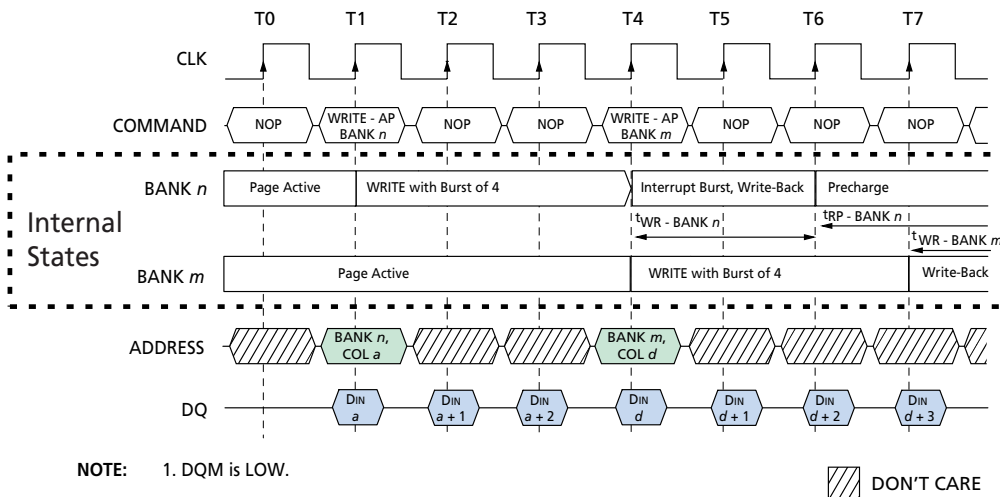 T0 T1 T2 T3 T4 T5 T6 T7
CLK
COMMAND NOP WRITE - AP BANK n NOP NOP WRITE - AP BANK m NOP NOP NOP
Internal States
BANK n Page Active WRITE with Burst of 4 Interrupt Burst, Write-Back Precharge
tWR - BANK n tRP - BANK n
tWR - BANK m
BANK m Page Active WRITE with Burst of 4 Write-Back
ADDRESS BANK n, COL a BANK m, COL d
DQ DIN a DIN a + 1 DIN a + 2 DIN d DIN d + 1 DIN d + 2 DIN d + 3
NOTE: 1. DQM is LOW.
DON'T CARE